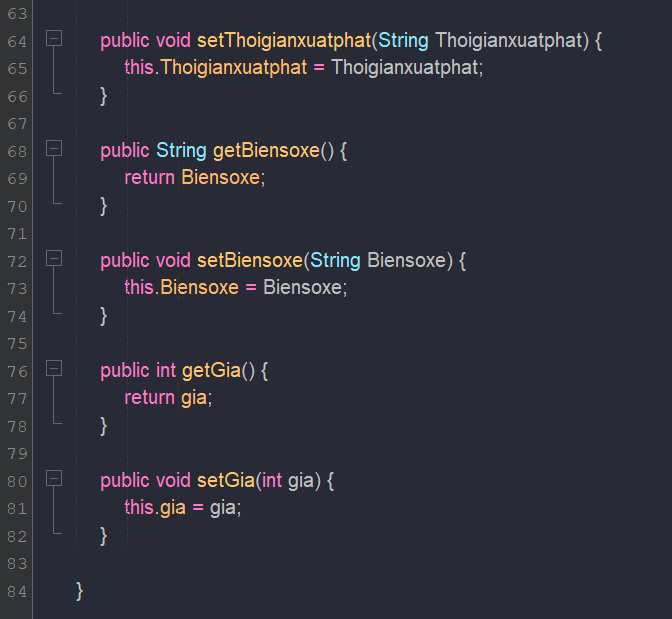 63
64 public void setThoigianxuatphat(String Thoigianxuatphat) {
65 this.Thoigianxuatphat = Thoigianxuatphat;
66 }
67
68 public String getBiensoxe() {
69 return Biensoxe;
70 }
71
72 public void setBiensoxe(String Biensoxe) {
73 this.Biensoxe = Biensoxe;
74 }
75
76 public int getGia() {
77 return gia;
78 }
79
80 public void setGia(int gia) {
81 this.gia = gia;
82 }
83
84 }